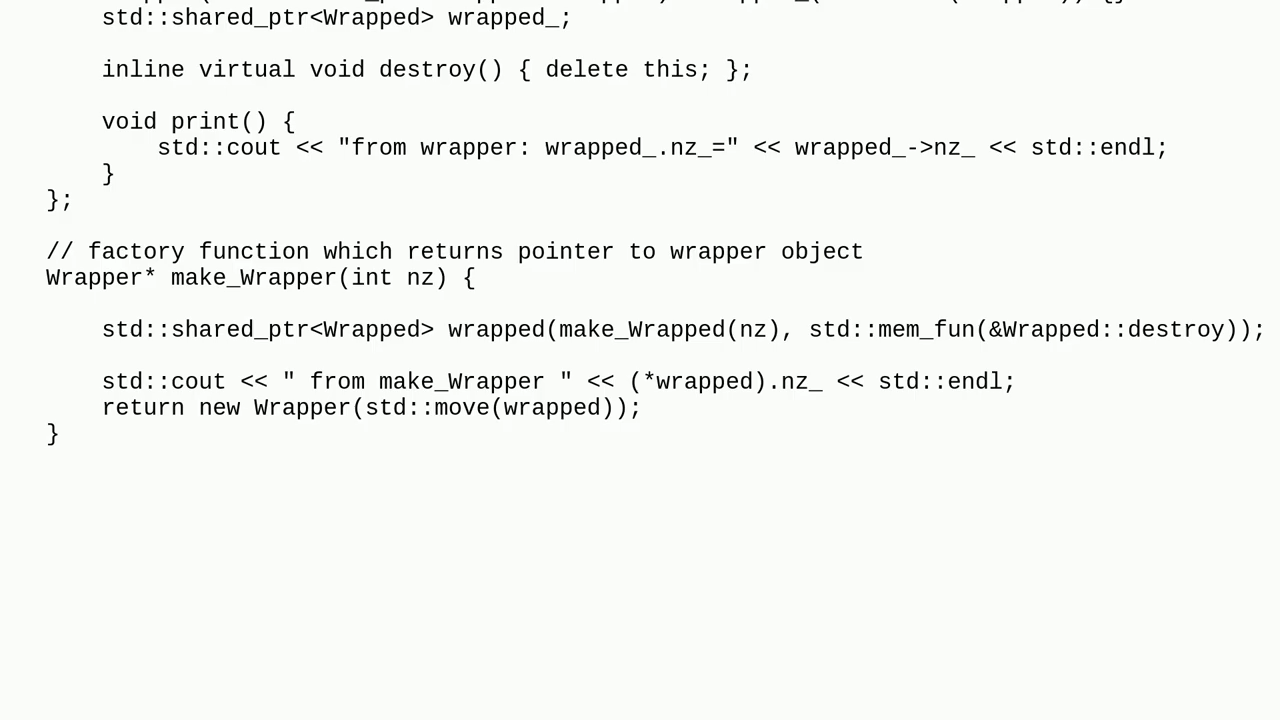 std::shared_ptr<Wrapped> wrapped_;
inline virtual void destroy() { delete this; };
void print() {
std::cout << "from wrapper: wrapped_.nz_=" << wrapped_->nz_ << std::endl;
}
};
// factory function which returns pointer to wrapper object
Wrapper* make_Wrapper(int nz) {
std::shared_ptr<Wrapped> wrapped(make_Wrapped(nz), std::mem_fun(&Wrapped::destroy));
std::cout << " from make_Wrapper " << (*wrapped).nz_ << std::endl;
return new Wrapper(std::move(wrapped));
}